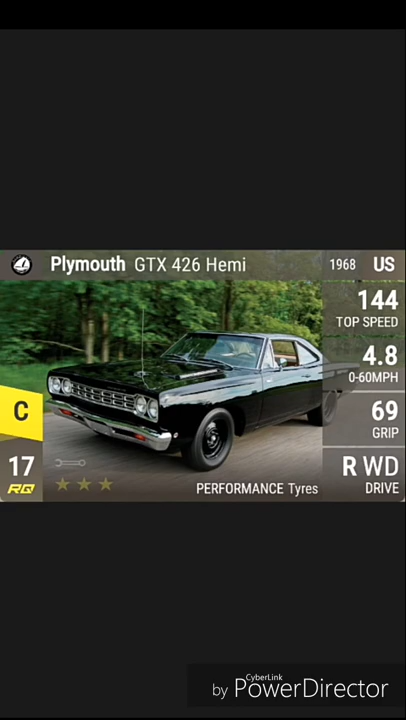 Plymouth GTX 426 Hemi 1968 US
144
TOP SPEED
4.8
0-60MPH
C
69
GRIP
17
RQ
R WD
DRIVE
PERFORMANCE Tyres
by CyberLink PowerDirector